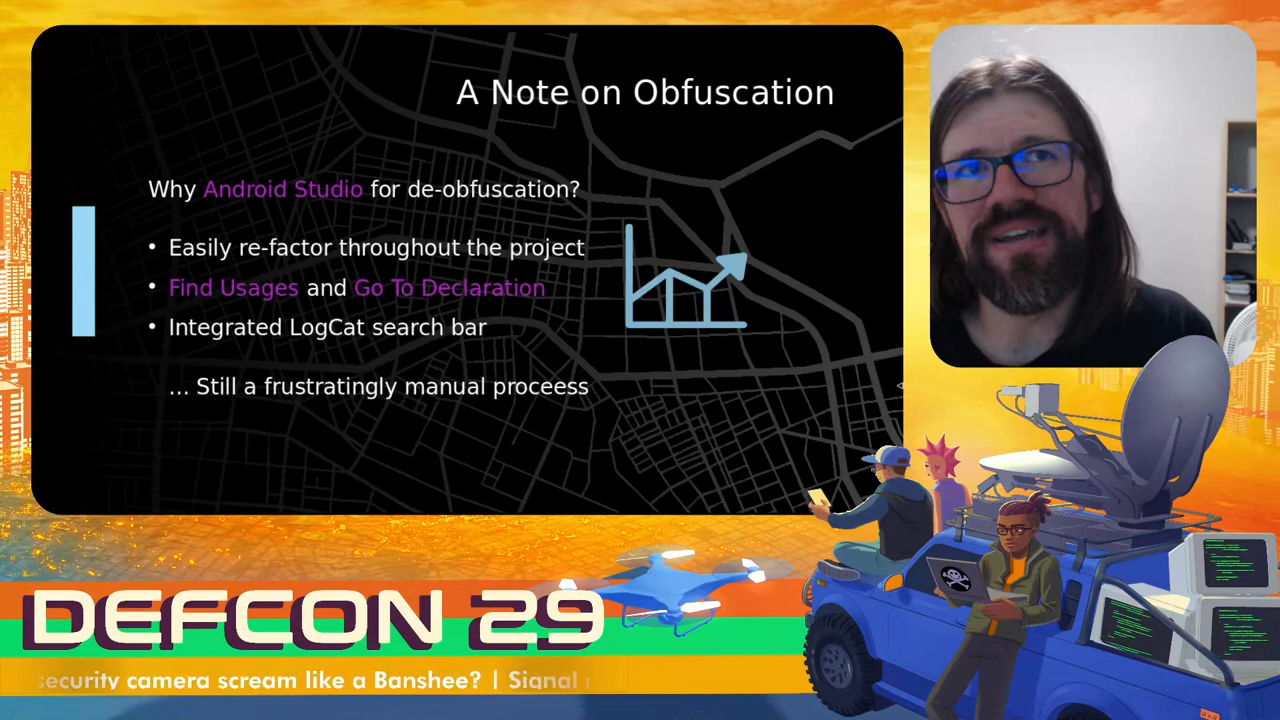 A Note on Obfuscation
Why Android Studio for de-obfuscation?
• Easily re-factor throughout the project
• Find Usages and Go To Declaration
• Integrated LogCat search bar
... Still a frustratingly manual proceess
DEFCON 29
security camera scream like a Banshee? | Signal